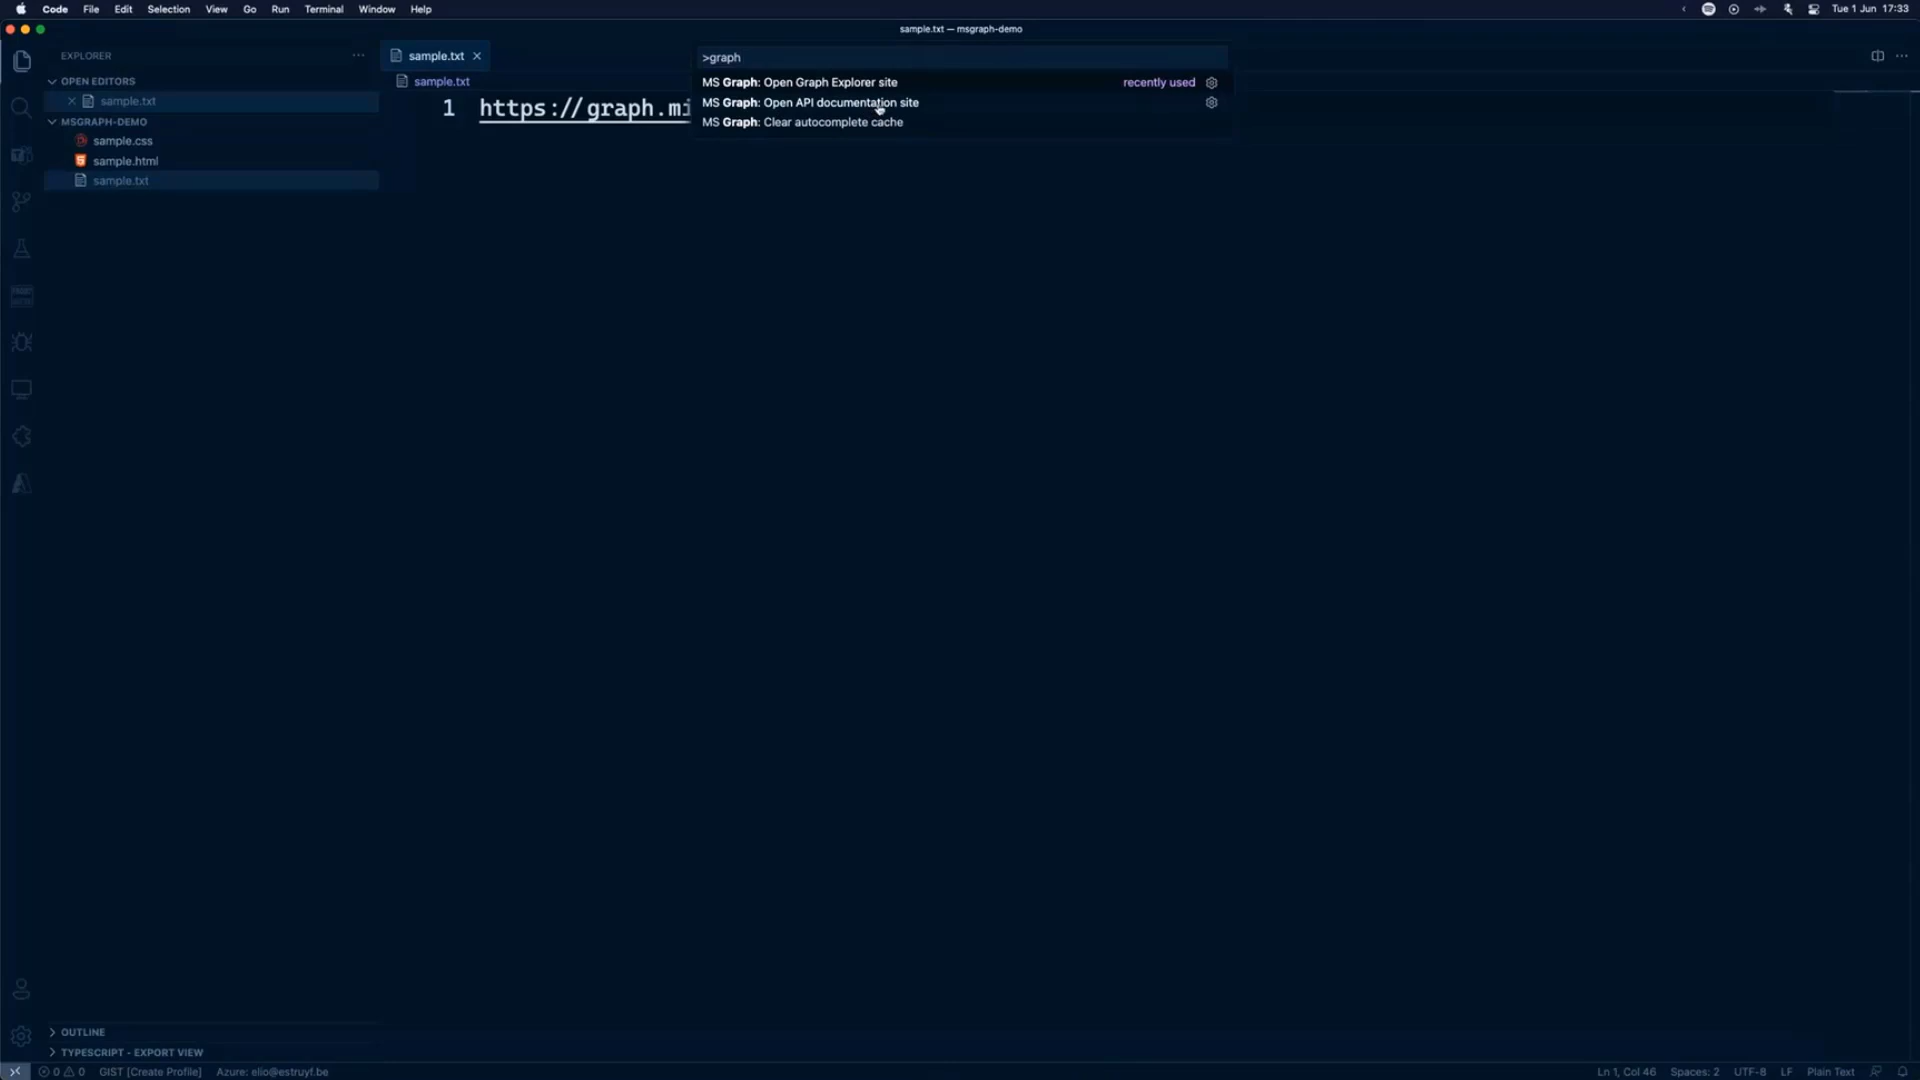 Code File Edit Selection View Go Run Terminal Window Help
Tue 1 Jun 17:33
sample.txt — msgraph-demo
EXPLORER
OPEN EDITORS
sample.txt
MSGRAPH-DEMO
sample.css
sample.html
sample.txt
OUTLINE
TYPESCRIPT - EXPORT VIEW
sample.txt
sample.txt
1 https://graph.mi
>graph
MS Graph: Open Graph Explorer site recently used
MS Graph: Open API documentation site
MS Graph: Clear autocomplete cache
0 0 GIST [Create Profile] Azure: elio@estruyf.be
Ln 1, Col 46 Spaces: 2 UTF-8 LF Plain Text